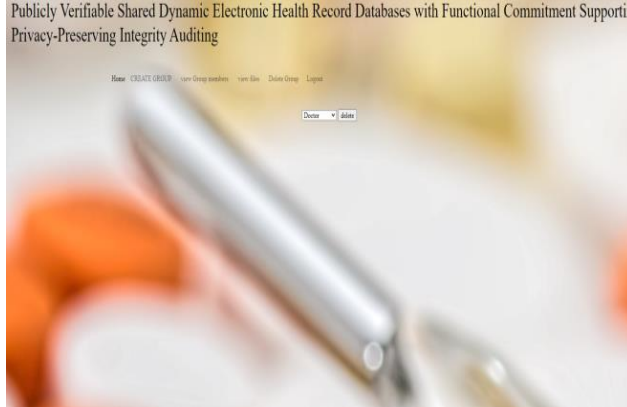 Publicly Verifiable Shared Dynamic Electronic Health Record Databases with Functional Commitment Supporti
Privacy-Preserving Integrity Auditing
Home CREATE GROUP view Group members view files Delete Group Logout
Doctor delete